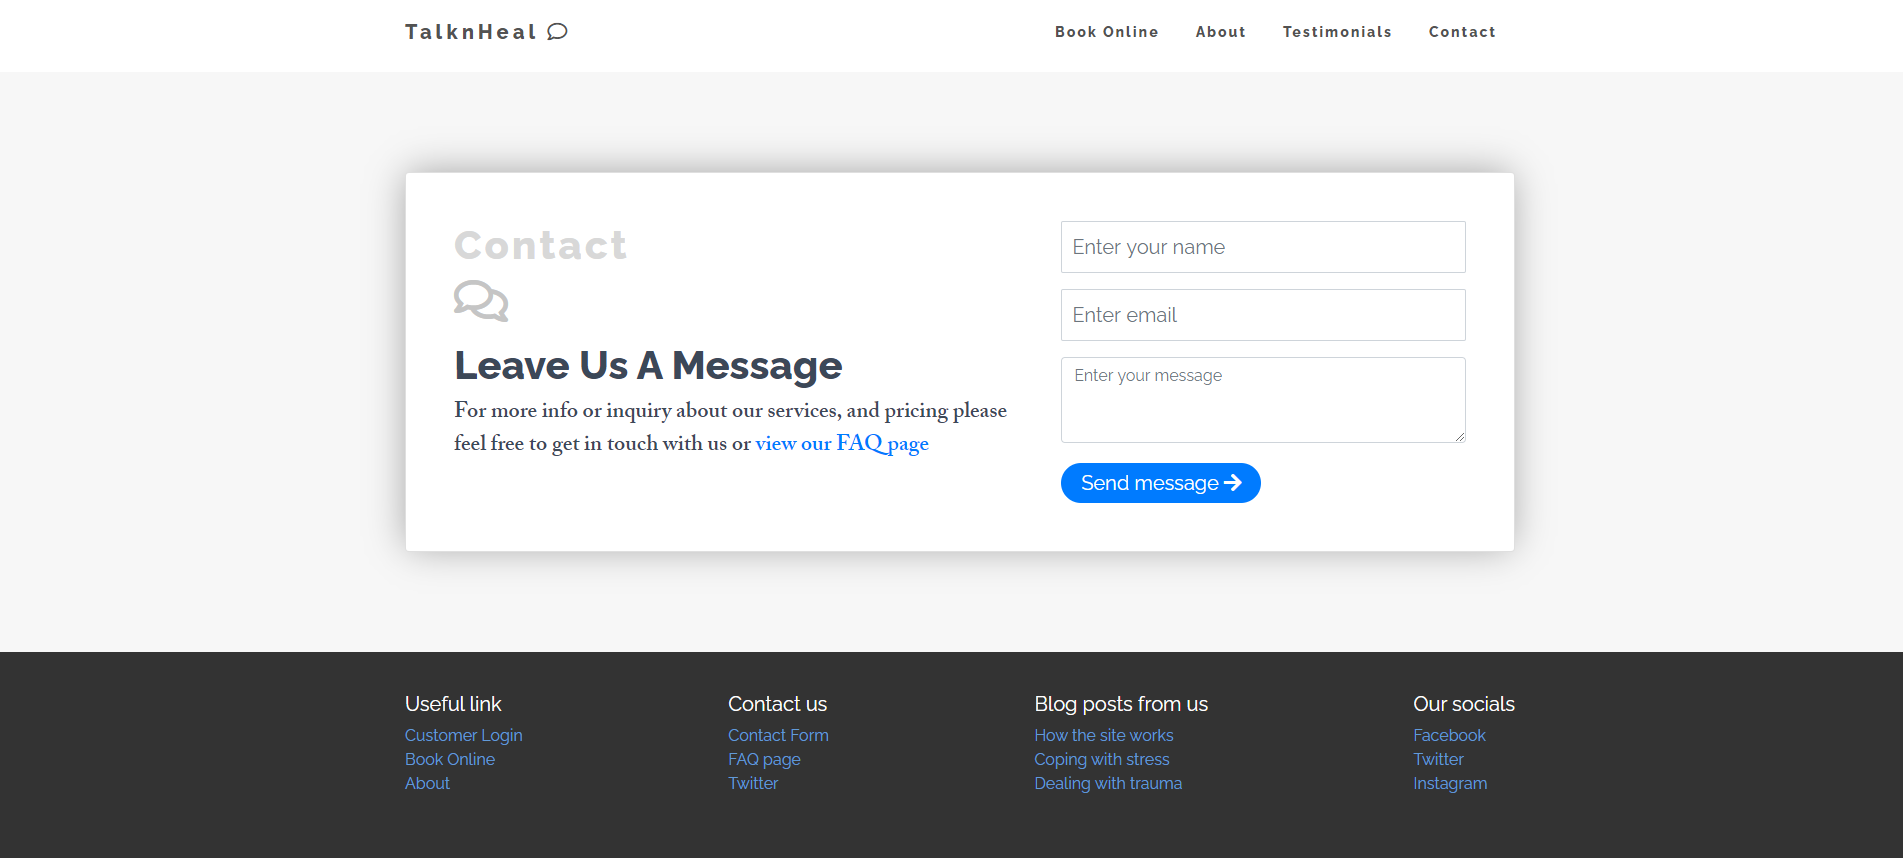 TalknHeal
Book Online
About
Testimonials
Contact
Contact
Leave Us A Message
For more info or inquiry about our services, and pricing please
feel free to get in touch with us or view our FAQ page
Enter your name
Enter email
Enter your message
Send message
Useful link
Customer Login
Book Online
About
Contact us
Contact Form
FAQ page
Twitter
Blog posts from us
How the site works
Coping with stress
Dealing with trauma
Our socials
Facebook
Twitter
Instagram